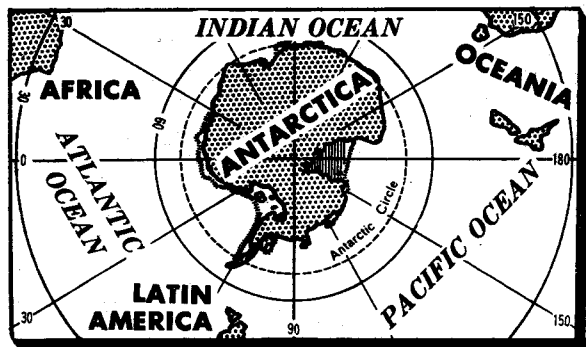 INDIAN OCEAN
30
150
AFRICA
30
60
OCEANIA
ANTARCTICA
ATLANTIC
OCEAN
0
180
Antarctic Circle
PACIFIC OCEAN
LATIN
AMERICA
30
90
150